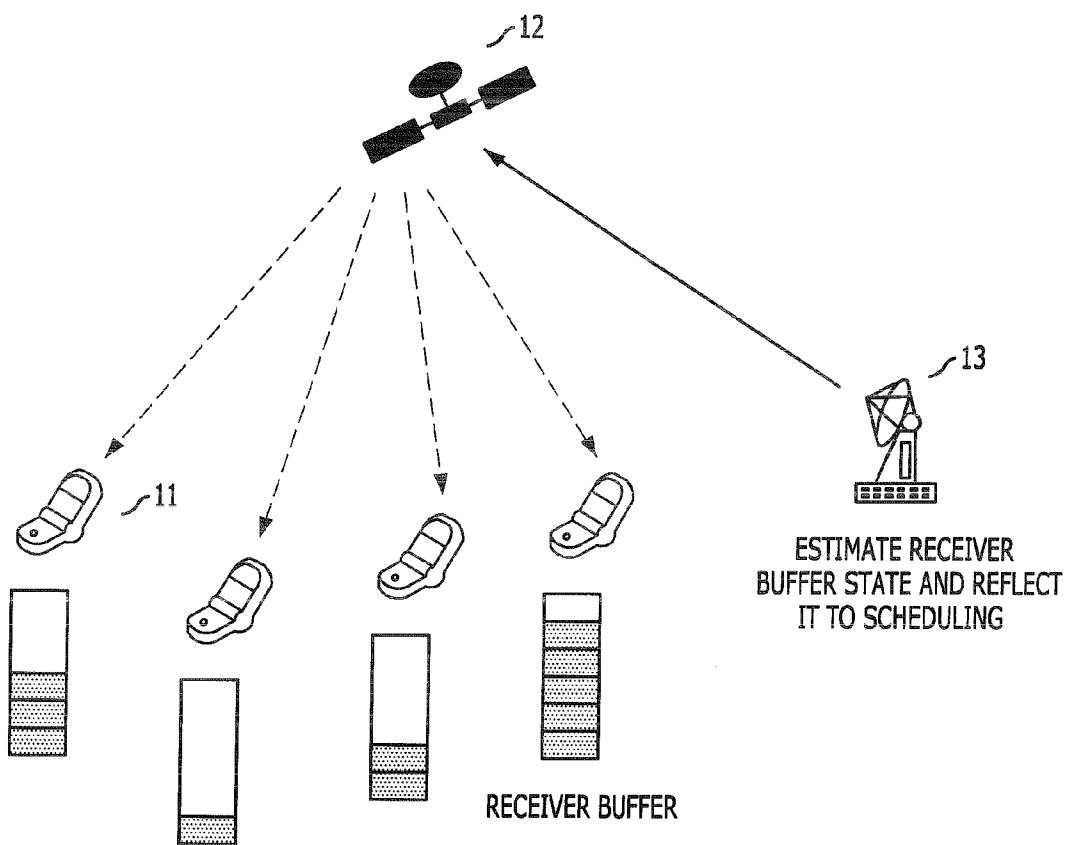 12
13
11
ESTIMATE RECEIVER
BUFFER STATE AND REFLECT
IT TO SCHEDULING
RECEIVER BUFFER